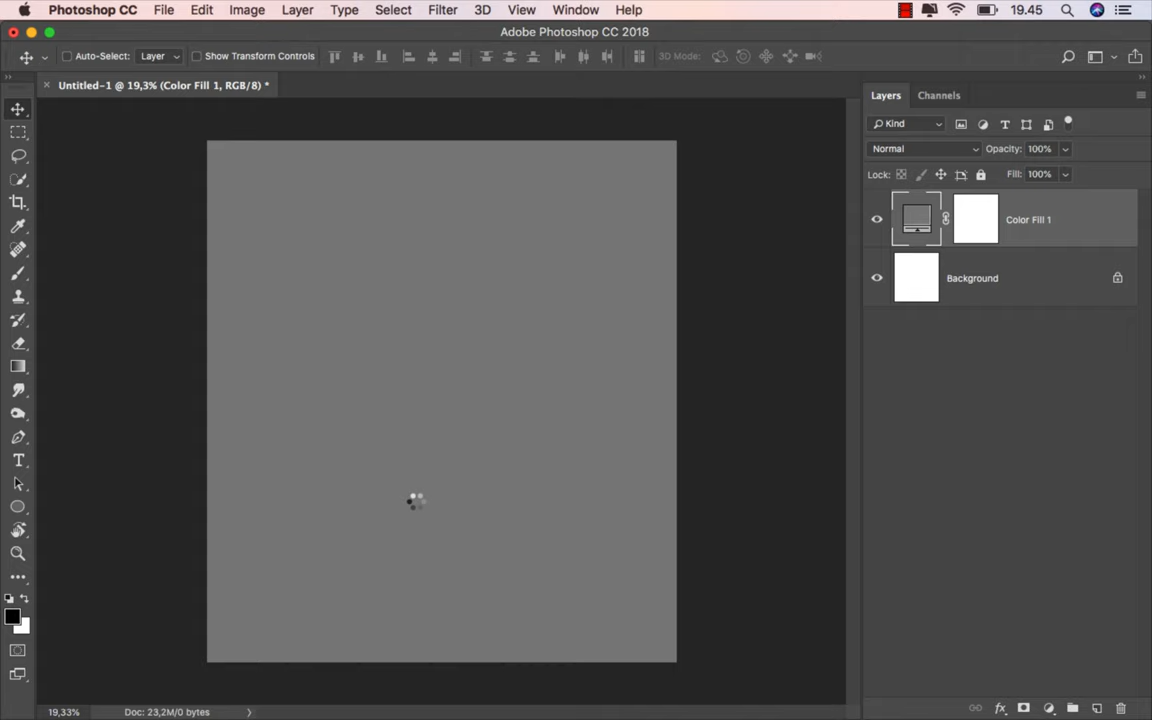 Photoshop CC File Edit Image Layer Type Select Filter 3D View Window Help 19.45
Adobe Photoshop CC 2018
Auto-Select: Layer Show Transform Controls 3D Mode:
× Untitled-1 @ 19,3% (Color Fill 1, RGB/8) *
Layers Channels
Kind
Normal Opacity: 100%
Lock: Fill: 100%
Color Fill 1
Background
19,33% Doc: 23,2M/0 bytes